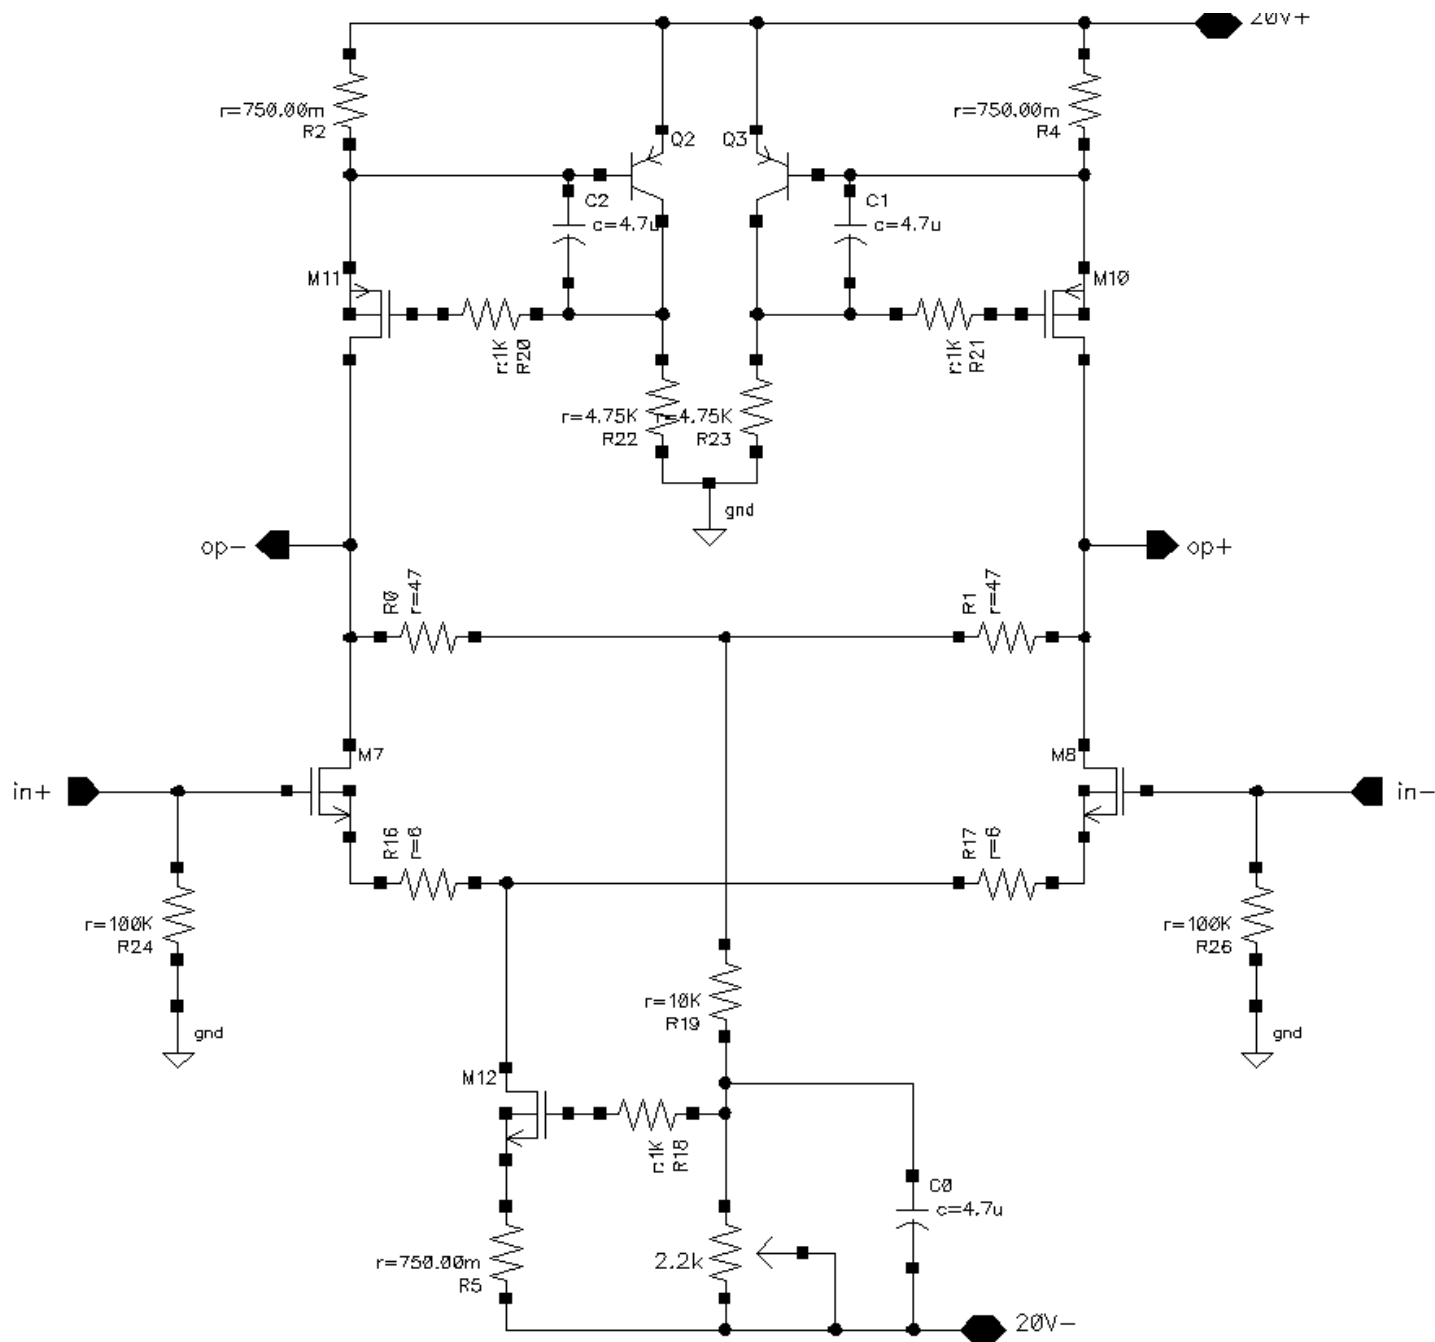 20V+
r=750.00m
R2
r=750.00m
R4
Q2
Q3
C2
c=4.7u
C1
c=4.7u
M11
M10
r:1K
R20
r:1K
R21
r=4.75K
R22
r=4.75K
R23
gnd
op-
op+
R0
r=47
R1
r=47
M7
M8
in+
in-
R16
r=6
R17
r=6
r=100K
R24
r=100K
R26
r=10K
R19
gnd
gnd
M12
r:1K
R18
C0
c=4.7u
r=750.00m
R5
2.2k
20V-